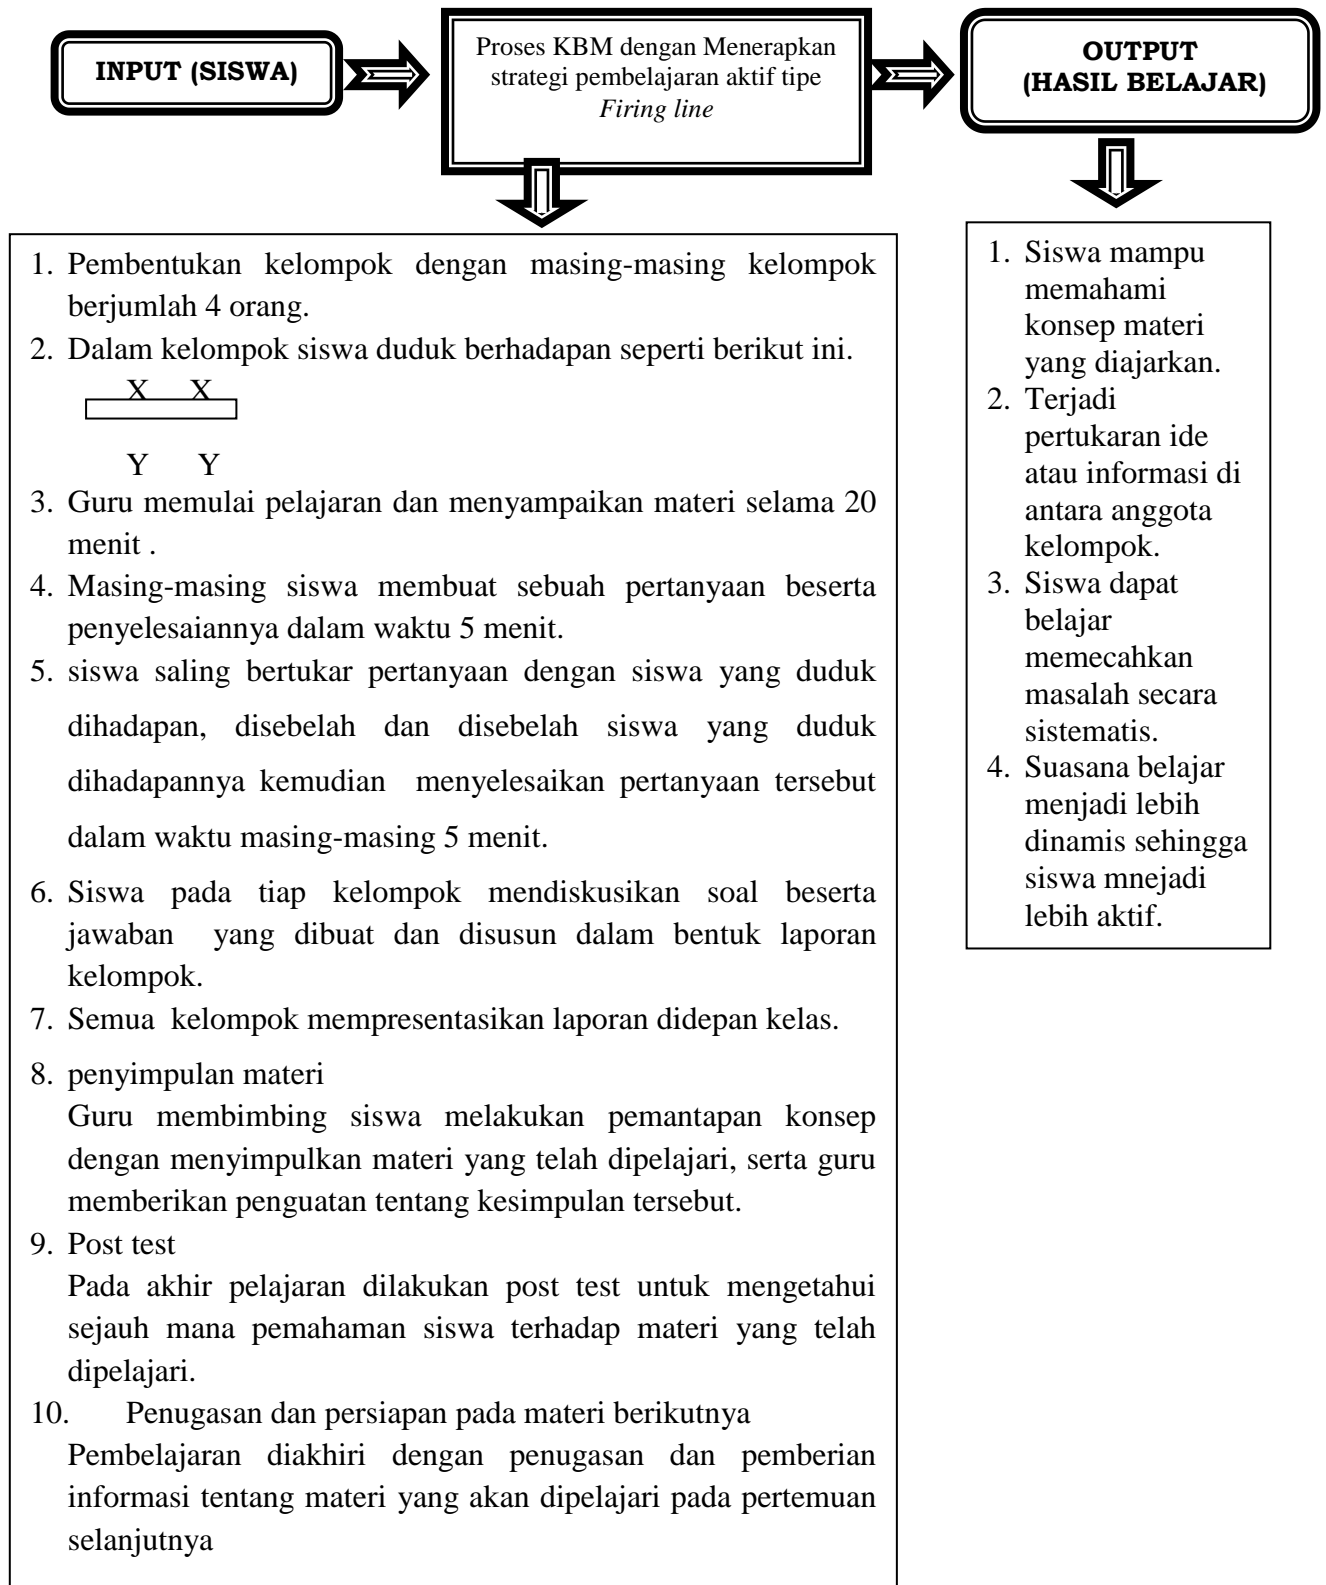 INPUT (SISWA)
Proses KBM dengan Menerapkan
strategi pembelajaran aktif tipe
Firing line
OUTPUT
(HASIL BELAJAR)
1. Pembentukan kelompok dengan masing-masing kelompok
berjumlah 4 orang.
2. Dalam kelompok siswa duduk berhadapan seperti berikut ini.
X X
Y Y
3. Guru memulai pelajaran dan menyampaikan materi selama 20
menit .
4. Masing-masing siswa membuat sebuah pertanyaan beserta
penyelesaiannya dalam waktu 5 menit.
5. siswa saling bertukar pertanyaan dengan siswa yang duduk
dihadapan, disebelah dan disebelah siswa yang duduk
dihadapannya kemudian menyelesaikan pertanyaan tersebut
dalam waktu masing-masing 5 menit.
6. Siswa pada tiap kelompok mendiskusikan soal beserta
jawaban yang dibuat dan disusun dalam bentuk laporan
kelompok.
7. Semua kelompok mempresentasikan laporan didepan kelas.
8. penyimpulan materi
Guru membimbing siswa melakukan pemantapan konsep
dengan menyimpulkan materi yang telah dipelajari, serta guru
memberikan penguatan tentang kesimpulan tersebut.
9. Post test
Pada akhir pelajaran dilakukan post test untuk mengetahui
sejauh mana pemahaman siswa terhadap materi yang telah
dipelajari.
10. Penugasan dan persiapan pada materi berikutnya
Pembelajaran diakhiri dengan penugasan dan pemberian
informasi tentang materi yang akan dipelajari pada pertemuan
selanjutnya
1. Siswa mampu
memahami
konsep materi
yang diajarkan.
2. Terjadi
pertukaran ide
atau informasi di
antara anggota
kelompok.
3. Siswa dapat
belajar
memecahkan
masalah secara
sistematis.
4. Suasana belajar
menjadi lebih
dinamis sehingga
siswa mnejadi
lebih aktif.